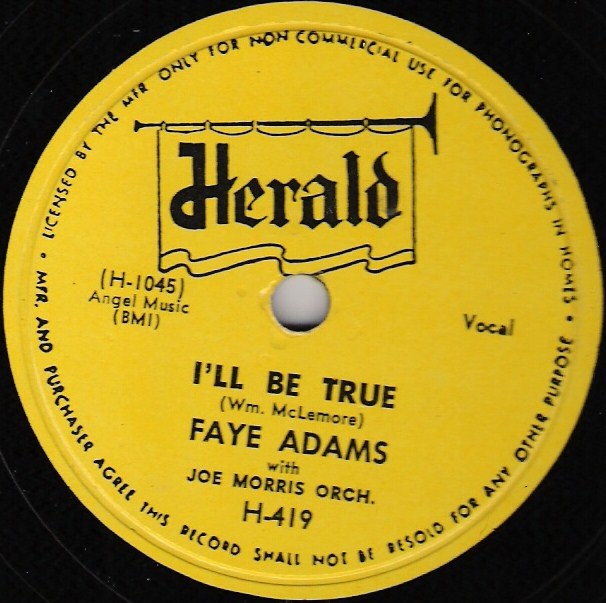 LICENSED BY THE MFR ONLY FOR NON COMMERCIAL USE FOR PHONOGRAPHS IN HOMES • MFR. AND PURCHASER AGREE THIS RECORD SHALL NOT BE RESOLD FOR ANY OTHER PURPOSE •
Herald
(H-1045)
Angel Music
(BMI)
Vocal
I'LL BE TRUE
(Wm. McLemore)
FAYE ADAMS
with
JOE MORRIS ORCH.
H-419